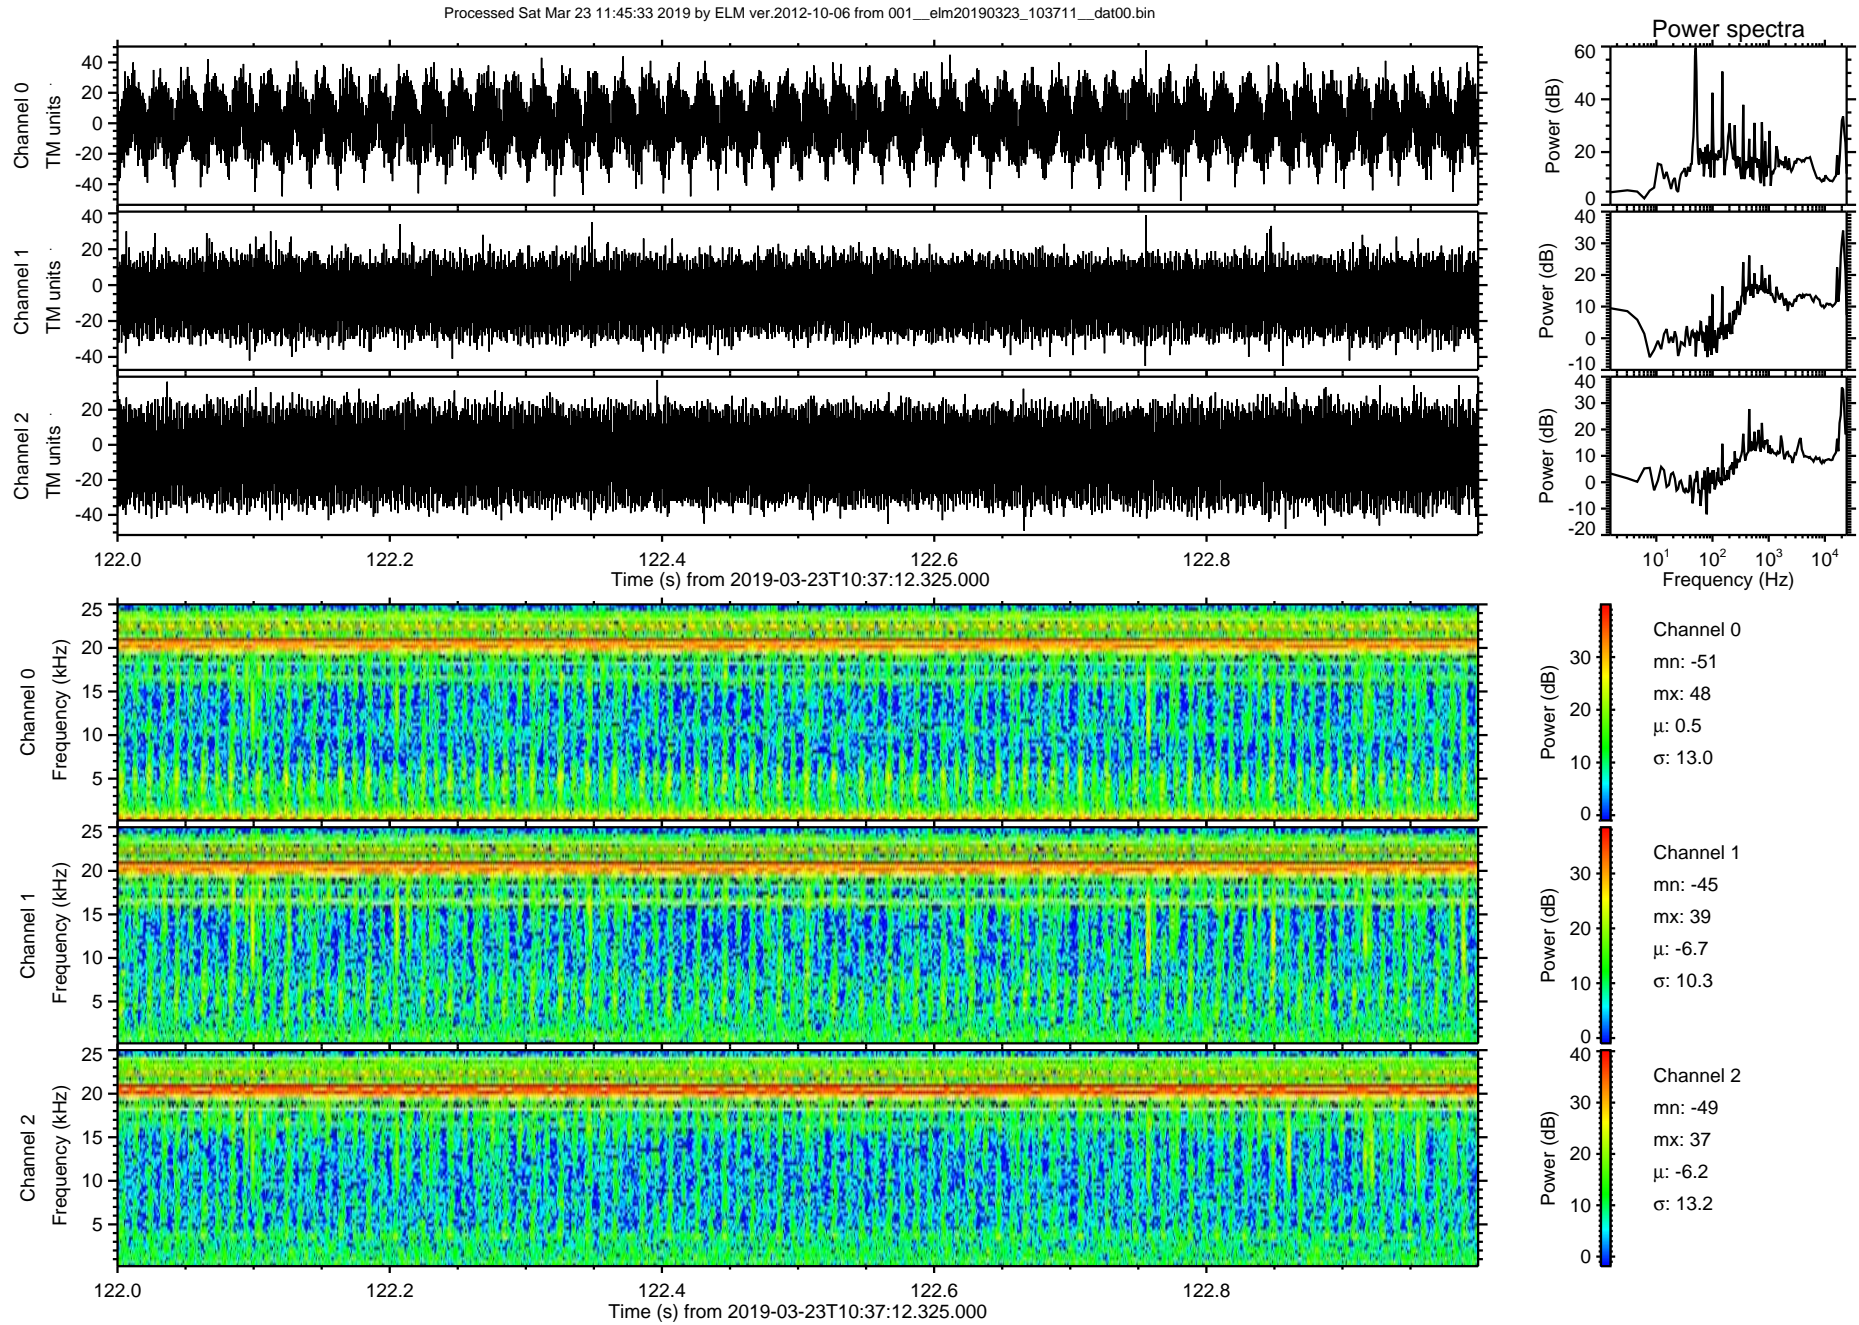 Processed Sat Mar 23 11:45:33 2019 by ELM ver.2012-10-06 from 001__elm20190323_103711__dat00.bin
Power spectra
Channel 0
TM units
40
20
0
-20
-40
Power (dB)
60
40
20
0
Channel 1
TM units
40
20
0
-20
-40
Power (dB)
40
30
20
10
0
-10
Channel 2
TM units
20
0
-20
-40
Power (dB)
40
30
20
10
0
-10
-20
122.0 122.2 122.4 122.6 122.8
Time (s) from 2019-03-23T10:37:12.325.000
10¹ 10² 10³ 10⁴
Frequency (Hz)
Channel 0
Frequency (kHz)
25
20
15
10
5
Power (dB)
30
20
10
0
Channel 0
mn: -51
mx: 48
μ: 0.5
σ: 13.0
Channel 1
Frequency (kHz)
25
20
15
10
5
Power (dB)
30
20
10
0
Channel 1
mn: -45
mx: 39
μ: -6.7
σ: 10.3
Channel 2
Frequency (kHz)
25
20
15
10
5
Power (dB)
40
30
20
10
0
Channel 2
mn: -49
mx: 37
μ: -6.2
σ: 13.2
122.0 122.2 122.4 122.6 122.8
Time (s) from 2019-03-23T10:37:12.325.000